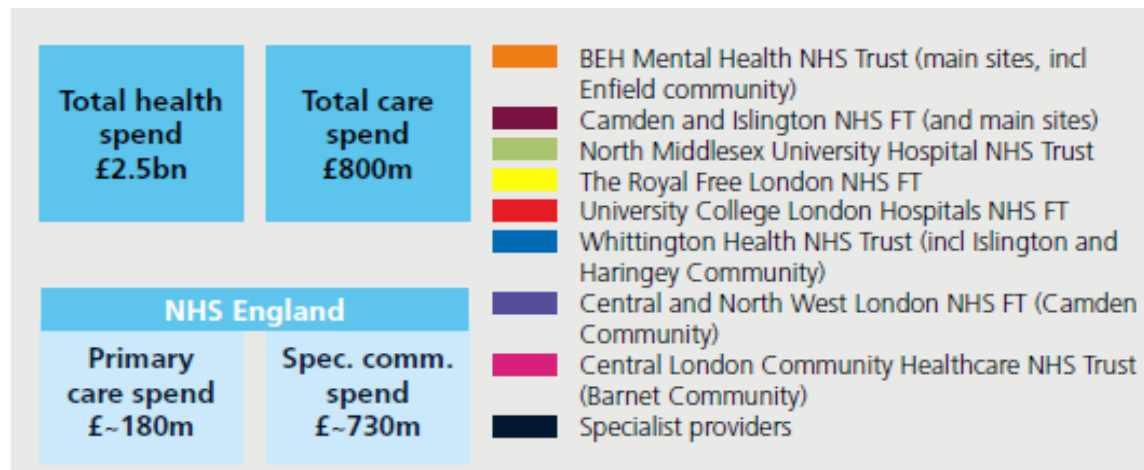 Total health
spend
£2.5bn
Total care
spend
£800m
NHS England
Primary
care spend
£~180m
Spec. comm.
spend
£~730m
BEH Mental Health NHS Trust (main sites, incl
Enfield community)
Camden and Islington NHS FT (and main sites)
North Middlesex University Hospital NHS Trust
The Royal Free London NHS FT
University College London Hospitals NHS FT
Whittington Health NHS Trust (incl Islington and
Haringey Community)
Central and North West London NHS FT (Camden
Community)
Central London Community Healthcare NHS Trust
(Barnet Community)
Specialist providers